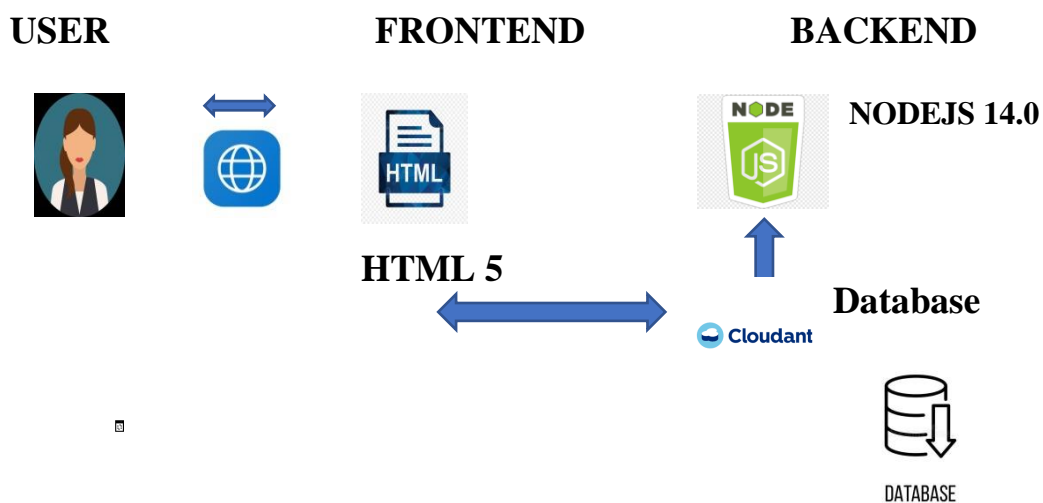 USER
FRONTEND
BACKEND
NODE
JS
NODEJS 14.0
HTML
HTML 5
Database
Cloudant
DATABASE